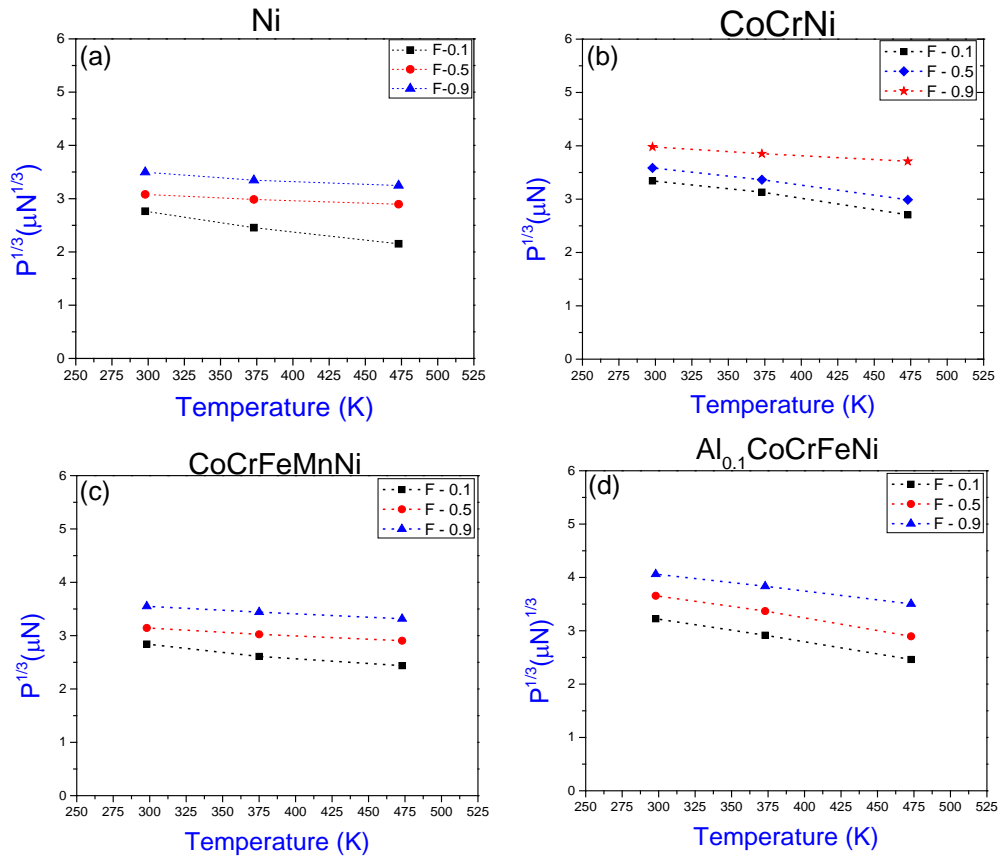 Ni
(a)
F-0.1
F-0.5
F-0.9
6
5
4
3
2
1
0
P1/3(μN1/3)
250 275 300 325 350 375 400 425 450 475 500 525
Temperature (K)
CoCrNi
(b)
F - 0.1
F - 0.5
F - 0.9
6
5
4
3
2
1
0
P1/3(μN)
250 275 300 325 350 375 400 425 450 475 500 525
Temperature (K)
CoCrFeMnNi
(c)
F - 0.1
F - 0.5
F - 0.9
6
5
4
3
2
1
0
P1/3(μN)
250 275 300 325 350 375 400 425 450 475 500 525
Temperature (K)
Al0.1CoCrFeNi
(d)
F - 0.1
F - 0.5
F - 0.9
6
5
4
3
2
1
0
P1/3(μN)1/3
250 275 300 325 350 375 400 425 450 475 500 525
Temperature (K)